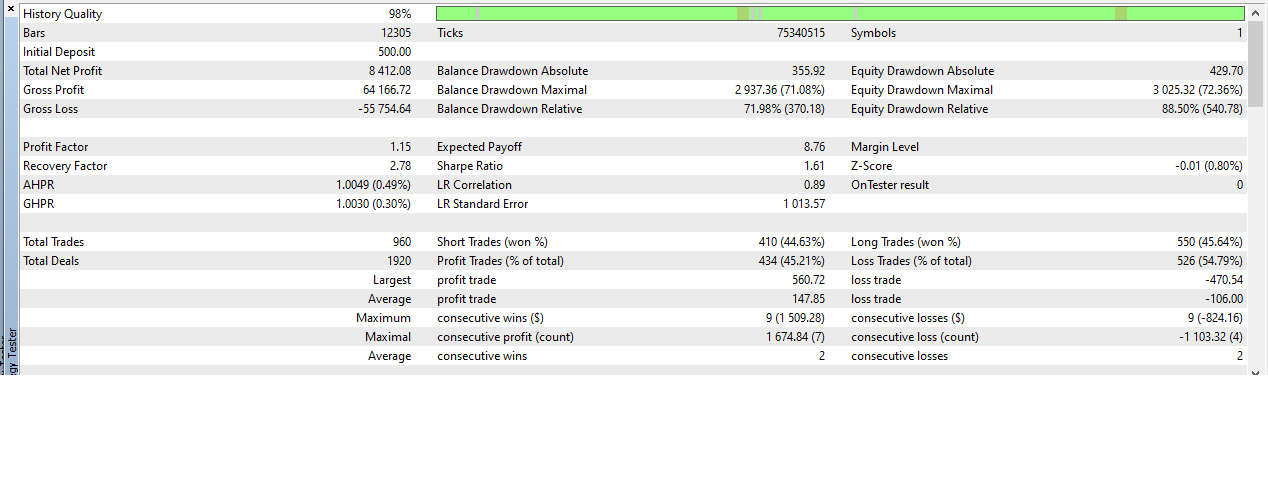 History Quality 98%
Bars 12305 Ticks 75340515 Symbols 1
Initial Deposit 500.00
Total Net Profit 8 412.08 Balance Drawdown Absolute 355.92 Equity Drawdown Absolute 429.70
Gross Profit 64 166.72 Balance Drawdown Maximal 2 937.36 (71.08%) Equity Drawdown Maximal 3 025.32 (72.36%)
Gross Loss -55 754.64 Balance Drawdown Relative 71.98% (370.18) Equity Drawdown Relative 88.50% (540.78)
Profit Factor 1.15 Expected Payoff 8.76 Margin Level
Recovery Factor 2.78 Sharpe Ratio 1.61 Z-Score -0.01 (0.80%)
AHPR 1.0049 (0.49%) LR Correlation 0.89 OnTester result 0
GHPR 1.0030 (0.30%) LR Standard Error 1 013.57
Total Trades 960 Short Trades (won %) 410 (44.63%) Long Trades (won %) 550 (45.64%)
Total Deals 1920 Profit Trades (% of total) 434 (45.21%) Loss Trades (% of total) 526 (54.79%)
Largest profit trade 560.72 loss trade -470.54
Average profit trade 147.85 loss trade -106.00
Maximum consecutive wins ($) 9 (1 509.28) consecutive losses ($) 9 (-824.16)
Maximal consecutive profit (count) 1 674.84 (7) consecutive loss (count) -1 103.32 (4)
Average consecutive wins 2 consecutive losses 2
Tester